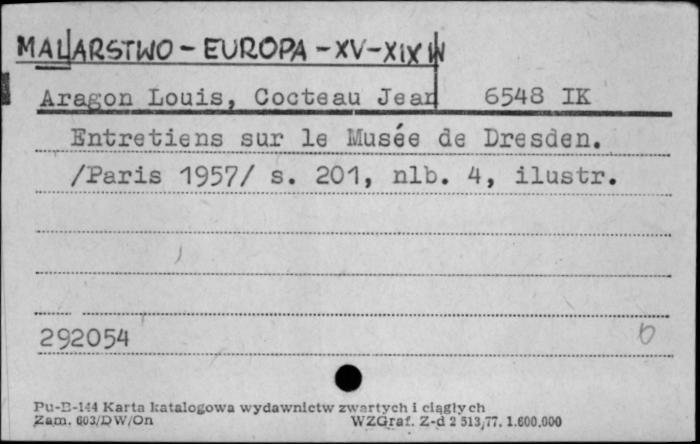 MALARSTWO - EUROPA - XV-XIX W
Aragon Louis, Cocteau Jean 6548 IK
Entretiens sur le Musée de Dresden.
/Paris 1957/ s. 201, nlb. 4, ilustr.
292054 b
Pu-B-144 Karta katalogowa wydawnictw zwartych i ciągłych
Zam. 603/DW/On WZGraf. Z-d 2 513,77. 1.600.000